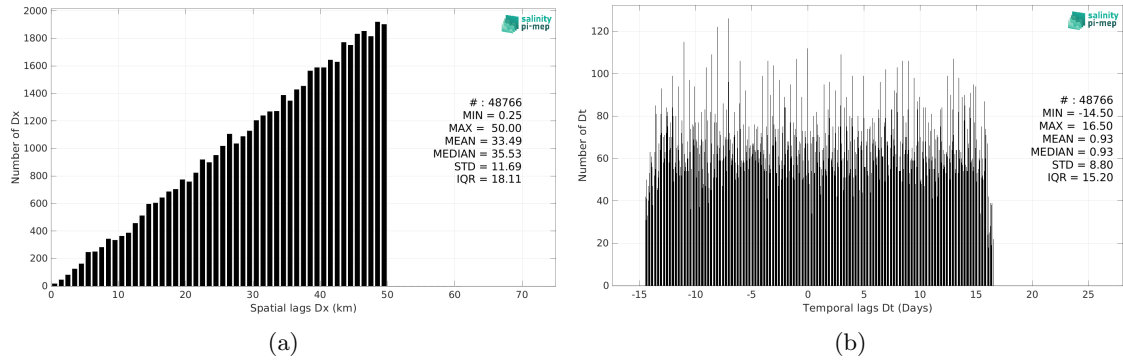 2000
1800
1600
1400
1200
1000
800
600
400
200
0
Number of Dx
salinity
pi-mep
# : 48766
MIN = 0.25
MAX = 50.00
MEAN = 33.49
MEDIAN = 35.53
STD = 11.69
IQR = 18.11
0 10 20 30 40 50 60 70
Spatial lags Dx (km)
(a)
120
100
80
60
40
20
0
Number of Dt
salinity
pi-mep
# : 48766
MIN = -14.50
MAX = 16.50
MEAN = 0.93
MEDIAN = 0.93
STD = 8.80
IQR = 15.20
-15 -10 -5 0 5 10 15 20 25
Temporal lags Dt (Days)
(b)